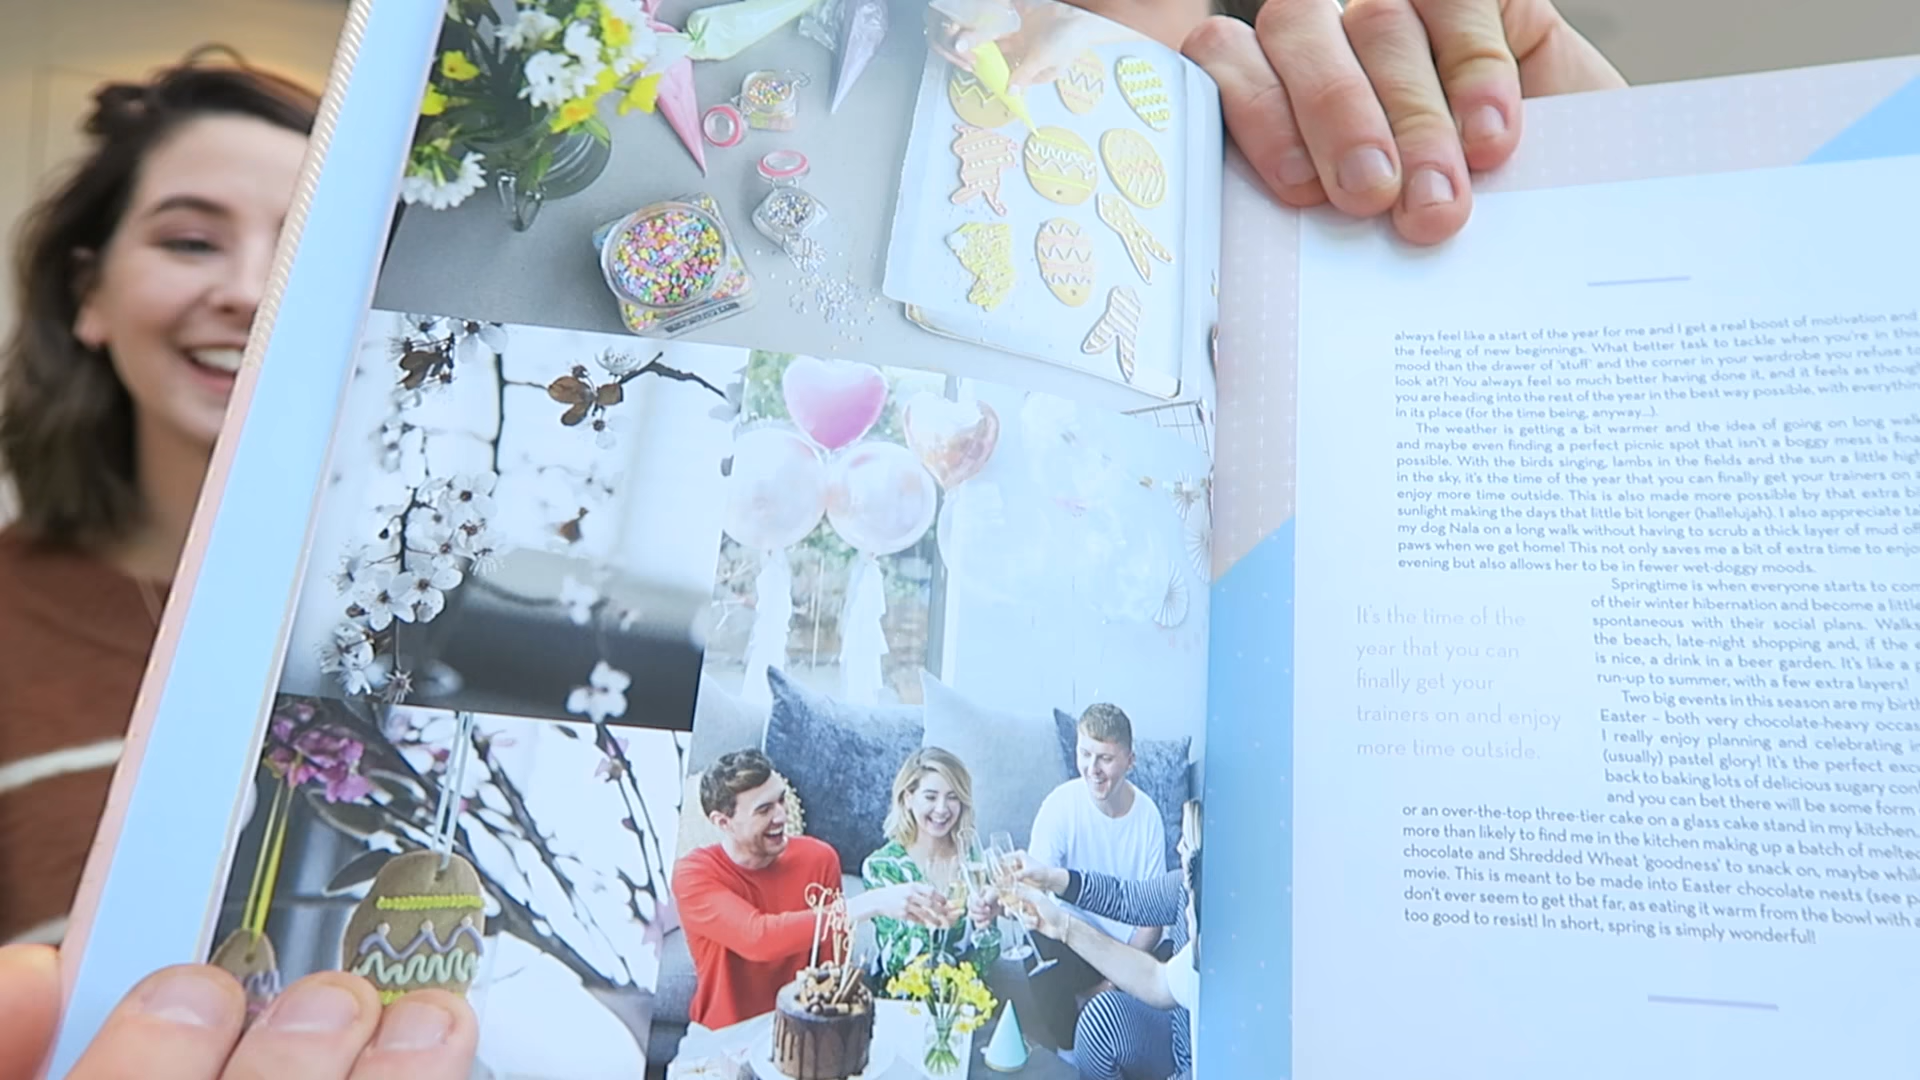 always feel like a start of the year for me and I get a real boost of motivation and
the feeling of new beginnings. What better task to tackle when you're in this
mood than the drawer of 'stuff' and the corner in your wardrobe you refuse to
look at?! You always feel so much better having done it, and it feels as though
you are heading into the rest of the year in the best way possible, with everythin
in its place (for the time being, anyway...).
The weather is getting a bit warmer and the idea of going on long walk
and maybe even finding a perfect picnic spot that isn't a boggy mess is fina
possible. With the birds singing, lambs in the fields and the sun a little hig
in the sky, it's the time of the year that you can finally get your trainers on a
enjoy more time outside. This is also made more possible by that extra bi
sunlight making the days that little bit longer (hallelujah). I also appreciate ta
my dog Nala on a long walk without having to scrub a thick layer of mud of
paws when we get home! This not only saves me a bit of extra time to enjo
evening but also allows her to be in fewer wet-doggy moods.
Springtime is when everyone starts to com
of their winter hibernation and become a little
spontaneous with their social plans. Walks
the beach, late-night shopping and, if the
is nice, a drink in a beer garden. It's like a
run-up to summer, with a few extra layers!
Two big events in this season are my birth
Easter – both very chocolate-heavy occas
I really enjoy planning and celebrating i
(usually) pastel glory! It's the perfect exc
back to baking lots of delicious sugary con
and you can bet there will be some form
or an over-the-top three-tier cake on a glass cake stand in my kitchen.
more than likely to find me in the kitchen making up a batch of melte
chocolate and Shredded Wheat 'goodness' to snack on, maybe whil
movie. This is meant to be made into Easter chocolate nests (see p
don't ever seem to get that far, as eating it warm from the bowl with a
too good to resist! In short, spring is simply wonderful!
It's the time of the
year that you can
finally get your
trainers on and enjoy
more time outside.